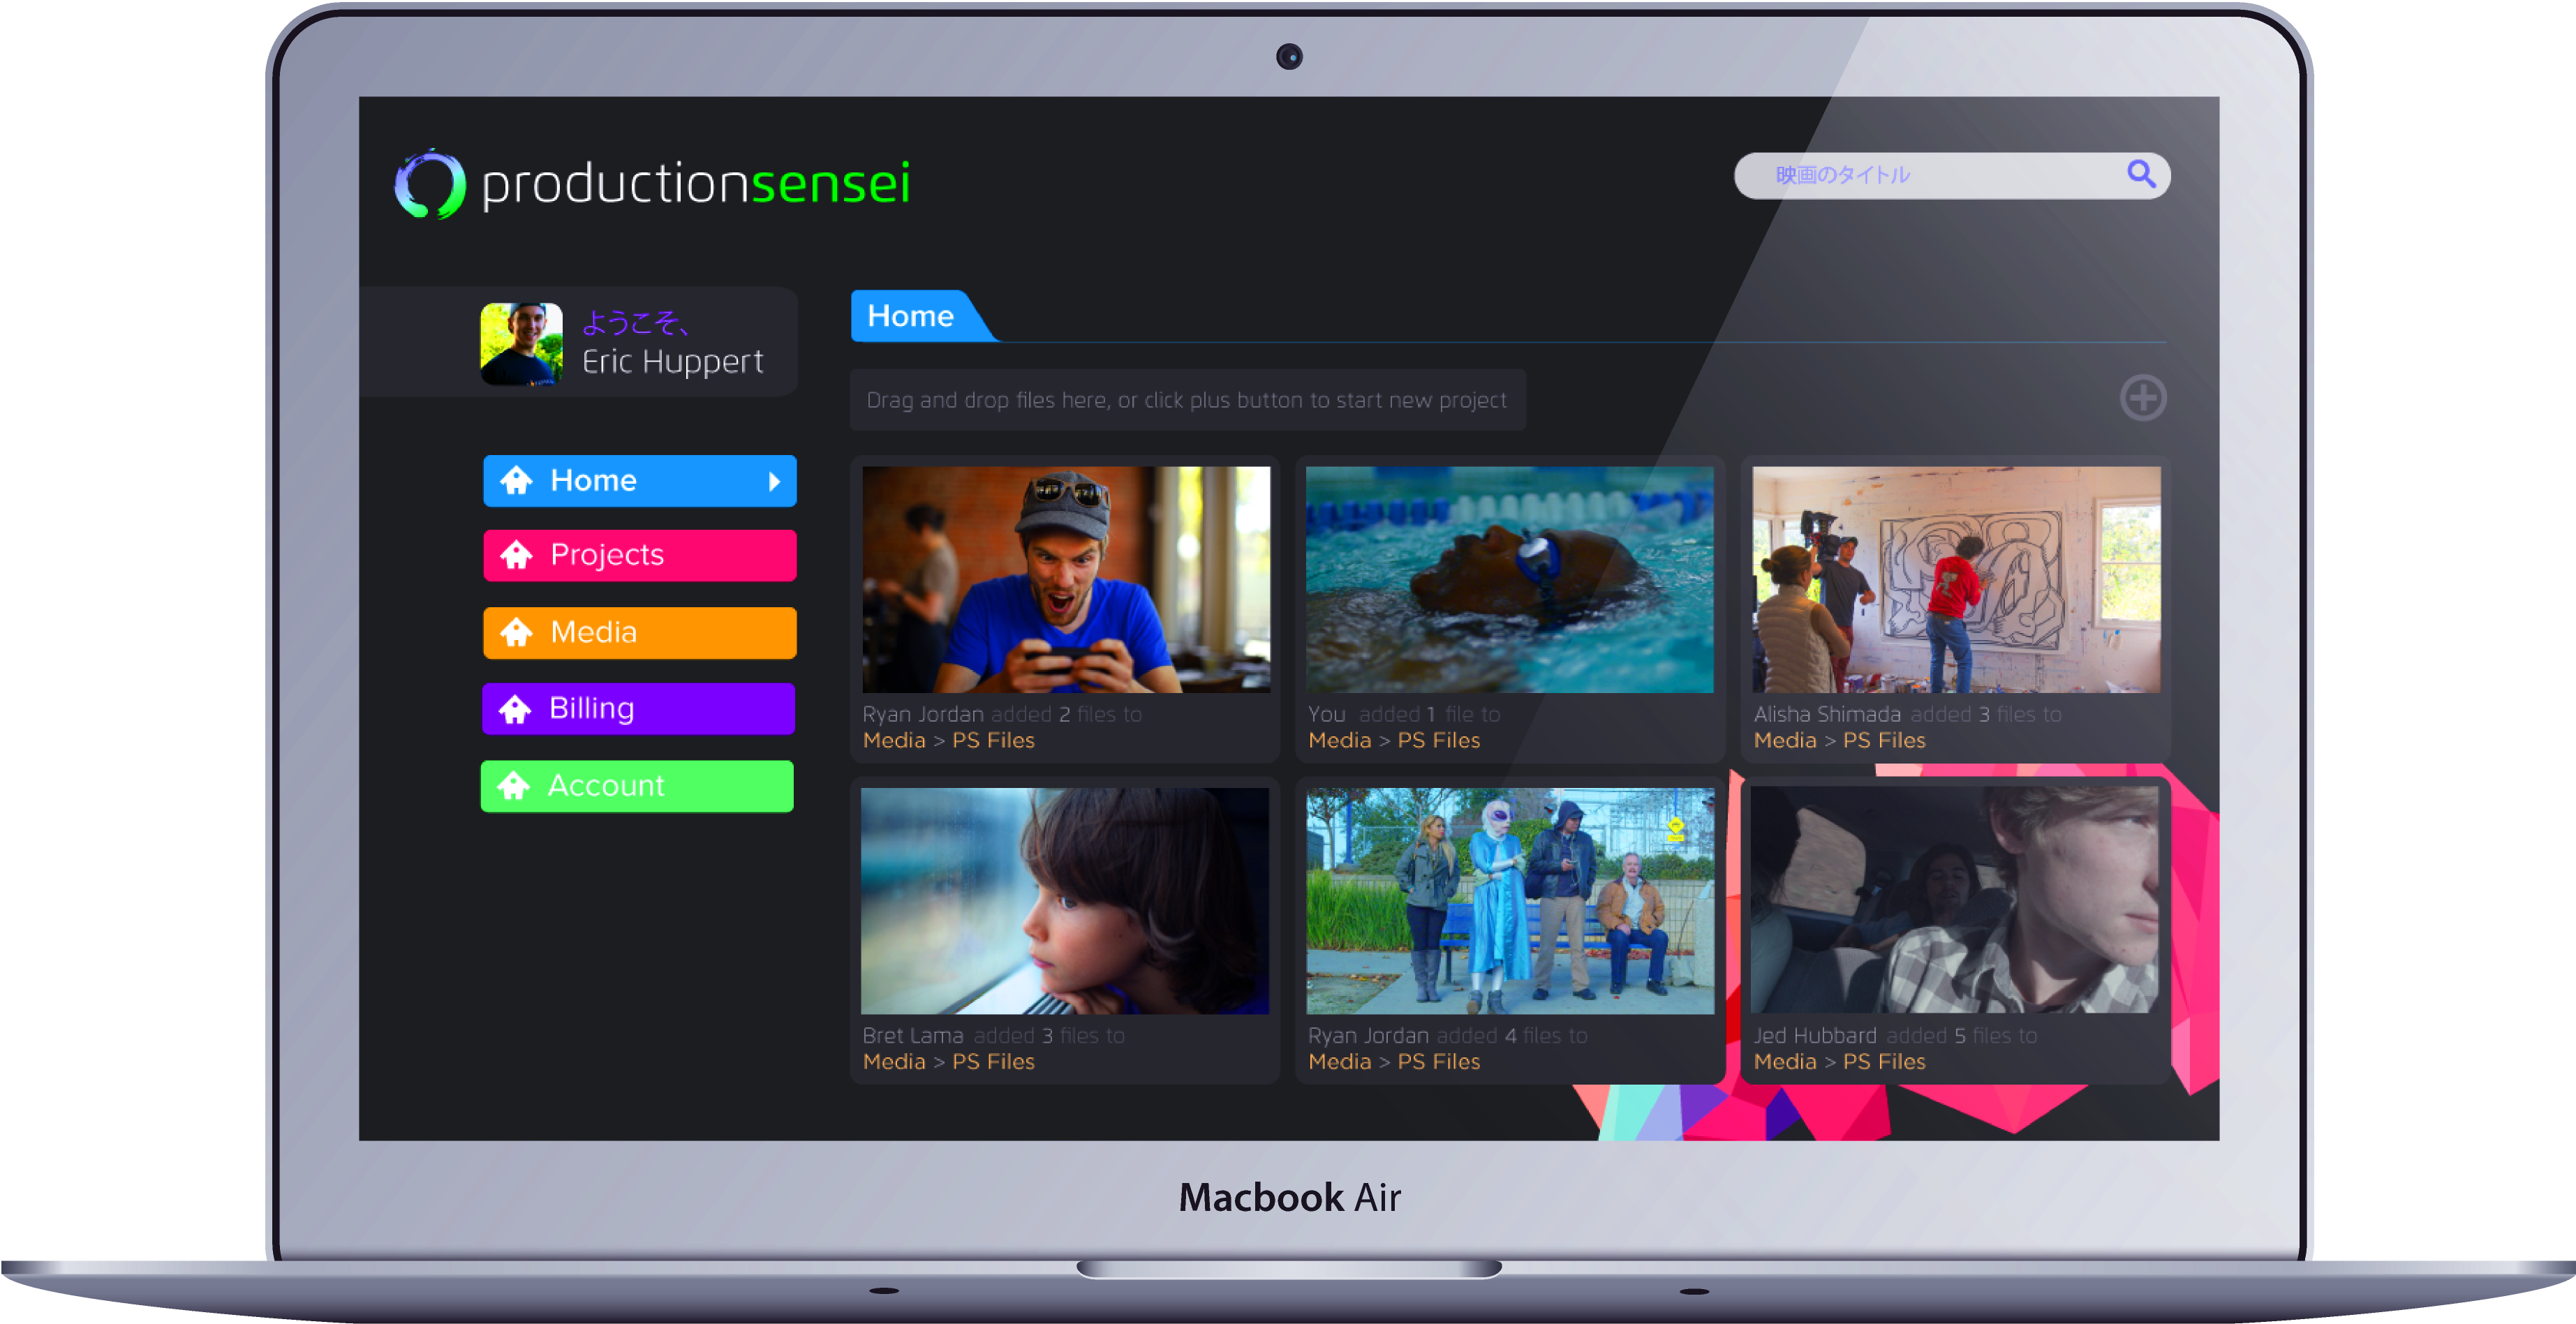 productionsensei
映画のタイトル
ようこそ、
Eric Huppert
Home
Projects
Media
Billing
Account
Home
Drag and drop files here, or click plus button to start new project
Ryan Jordan added 2 files to
Media > PS Files
You added 1 file to
Media > PS Files
Alisha Shimada added 3 files to
Media > PS Files
Bret Lama added 3 files to
Media > PS Files
Ryan Jordan added 4 files to
Media > PS Files
Jed Hubbard added 5 files to
Media > PS Files
Macbook Air